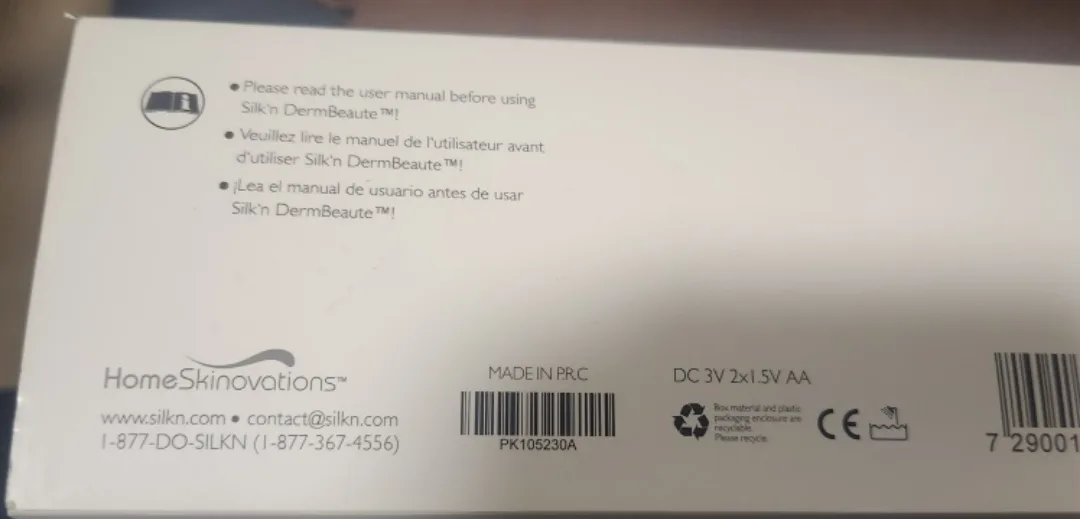 • Please read the user manual before using
Silk'n DermBeaute™!
• Veuillez lire le manuel de l'utilisateur avant
d'utiliser Silk'n DermBeaute™!
• ¡Lea el manual de usuario antes de usar
Silk'n DermBeaute™!
HomeSkinovations™
www.silkn.com • contact@silkn.com
1-877-DO-SILKN (1-877-367-4556)
MADE IN P.R.C
PK105230A
DC 3V 2x1.5V AA
Box material and plastic
packaging enclosure are
recyclable.
Please recycle.
CE
7 29001